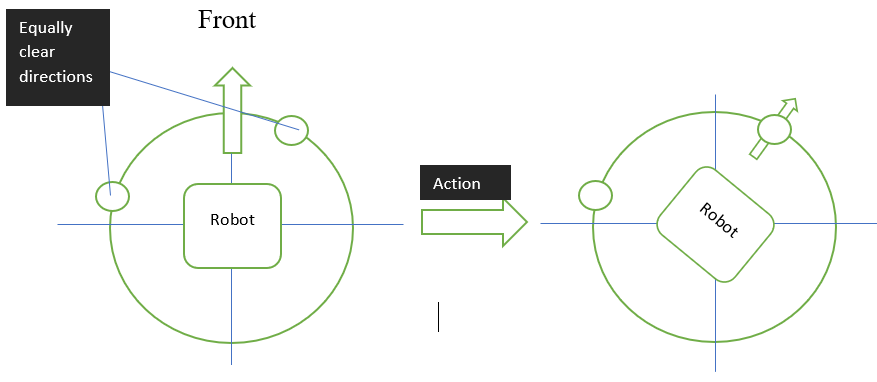 Front
Equally
clear
directions
Robot
Action
Robot